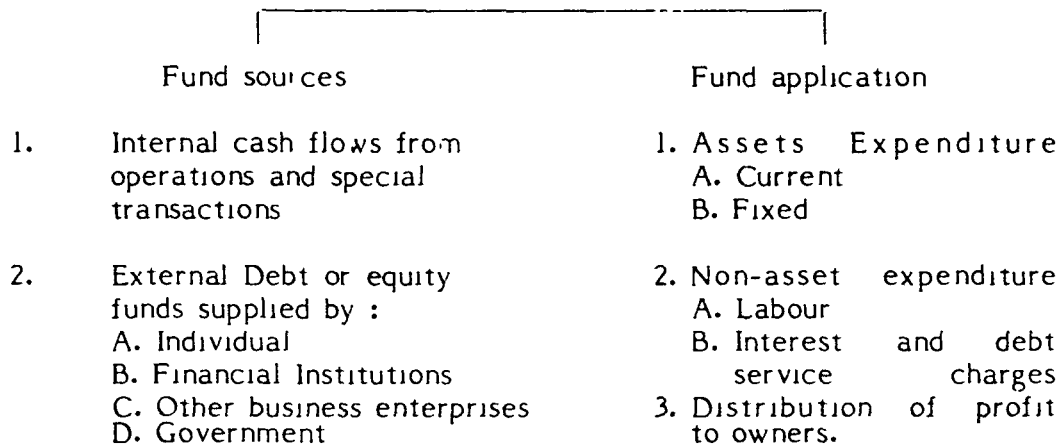 Fund sources
1. Internal cash flows from
operations and special
transactions
2. External Debt or equity
funds supplied by :
A. Individual
B. Financial Institutions
C. Other business enterprises
D. Government
Fund application
1. Assets Expenditure
A. Current
B. Fixed
2. Non-asset expenditure
A. Labour
B. Interest and debt
service charges
3. Distribution of profit
to owners.